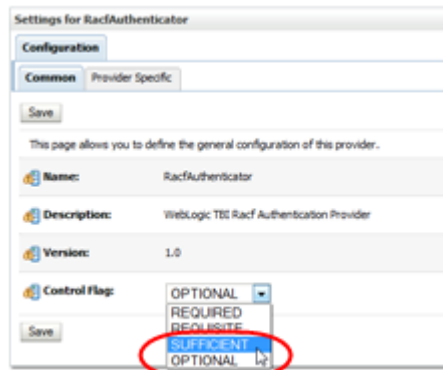 Settings for RacfAuthenticator
Configuration
Common Provider Specific
Save
This page allows you to define the general configuration of this provider.
Name: RacfAuthenticator
Description: WebLogic TBI Racf Authentication Provider
Version: 1.0
Control Flag: OPTIONAL
REQUIRED
REQUISITE
SUFFICIENT
OPTIONAL
Save